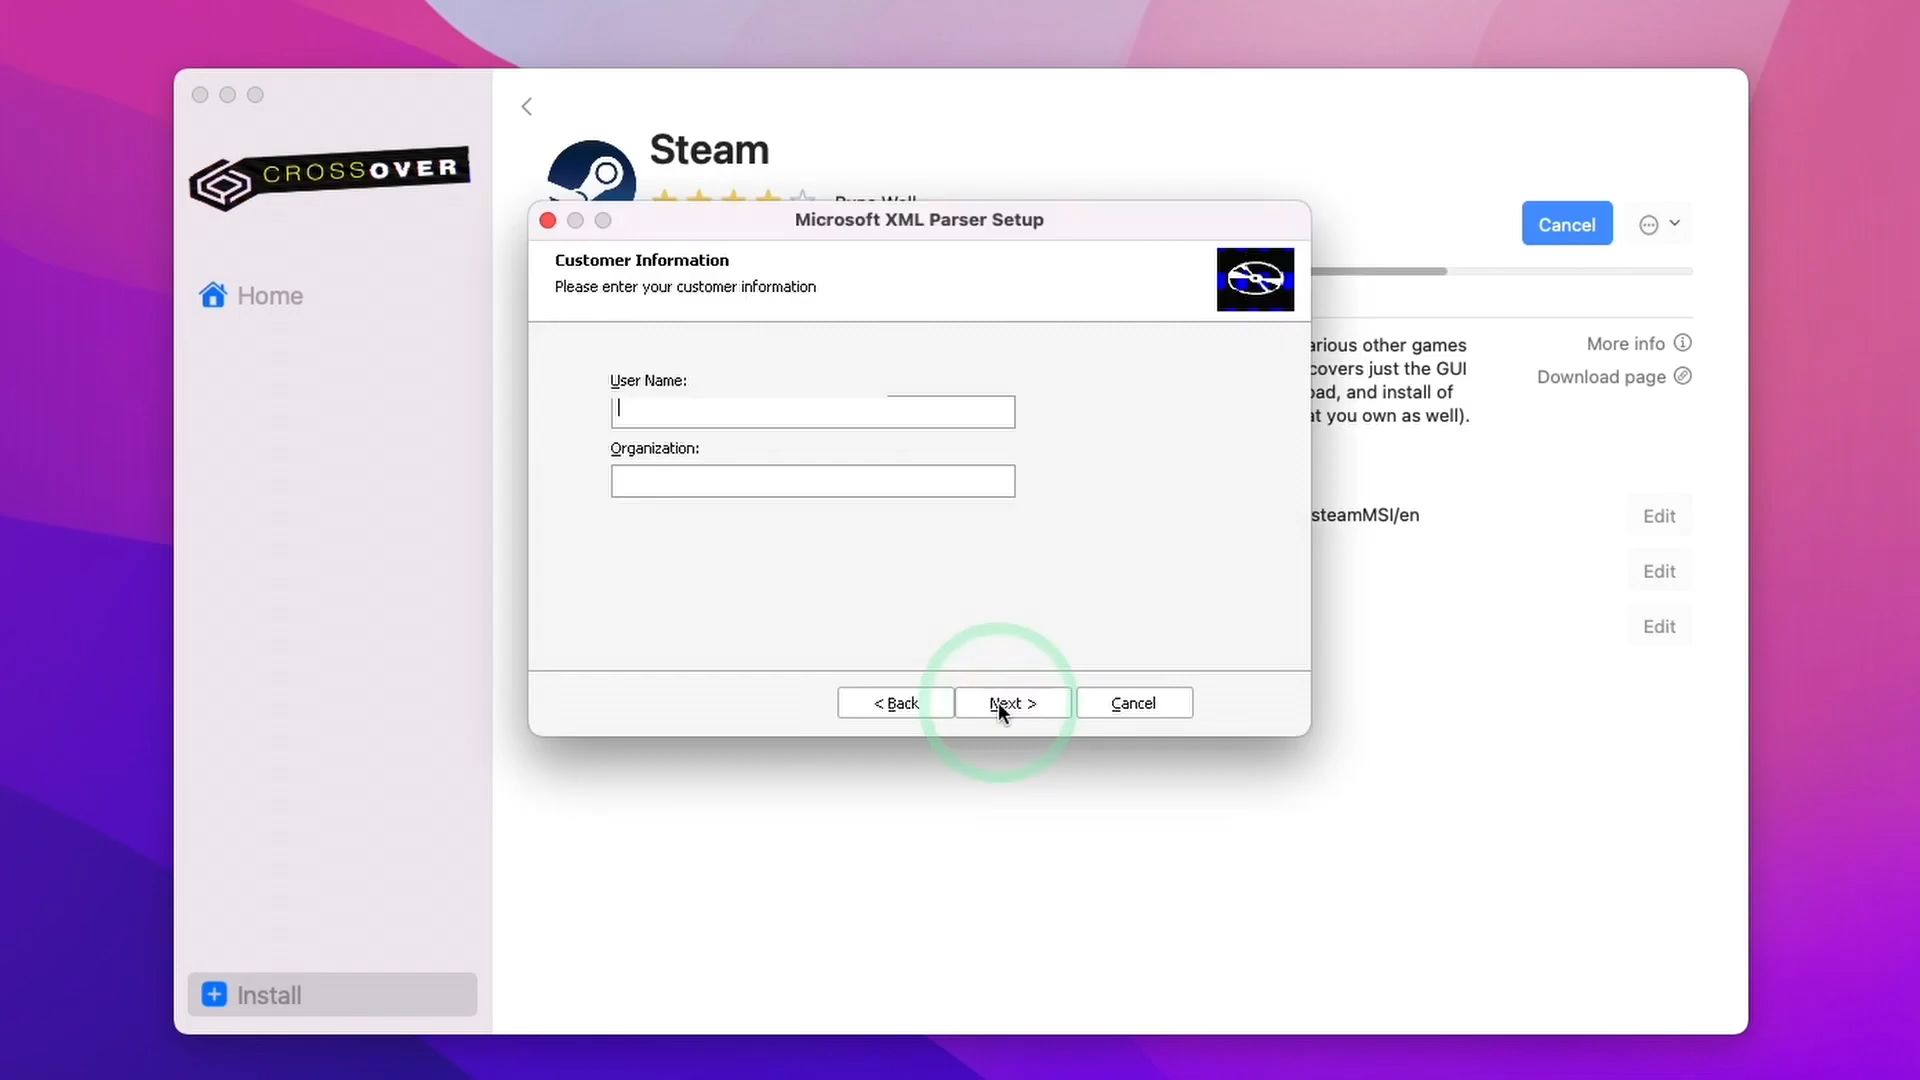 CROSSOVER
Home
Install
Steam
Cancel
Microsoft XML Parser Setup
Customer Information
Please enter your customer information
User Name:
Organization:
< Back
Next >
Cancel
arious other games
covers just the GUI
oad, and install of
at you own as well).
More info
Download page
steamMSI/en
Edit
Edit
Edit